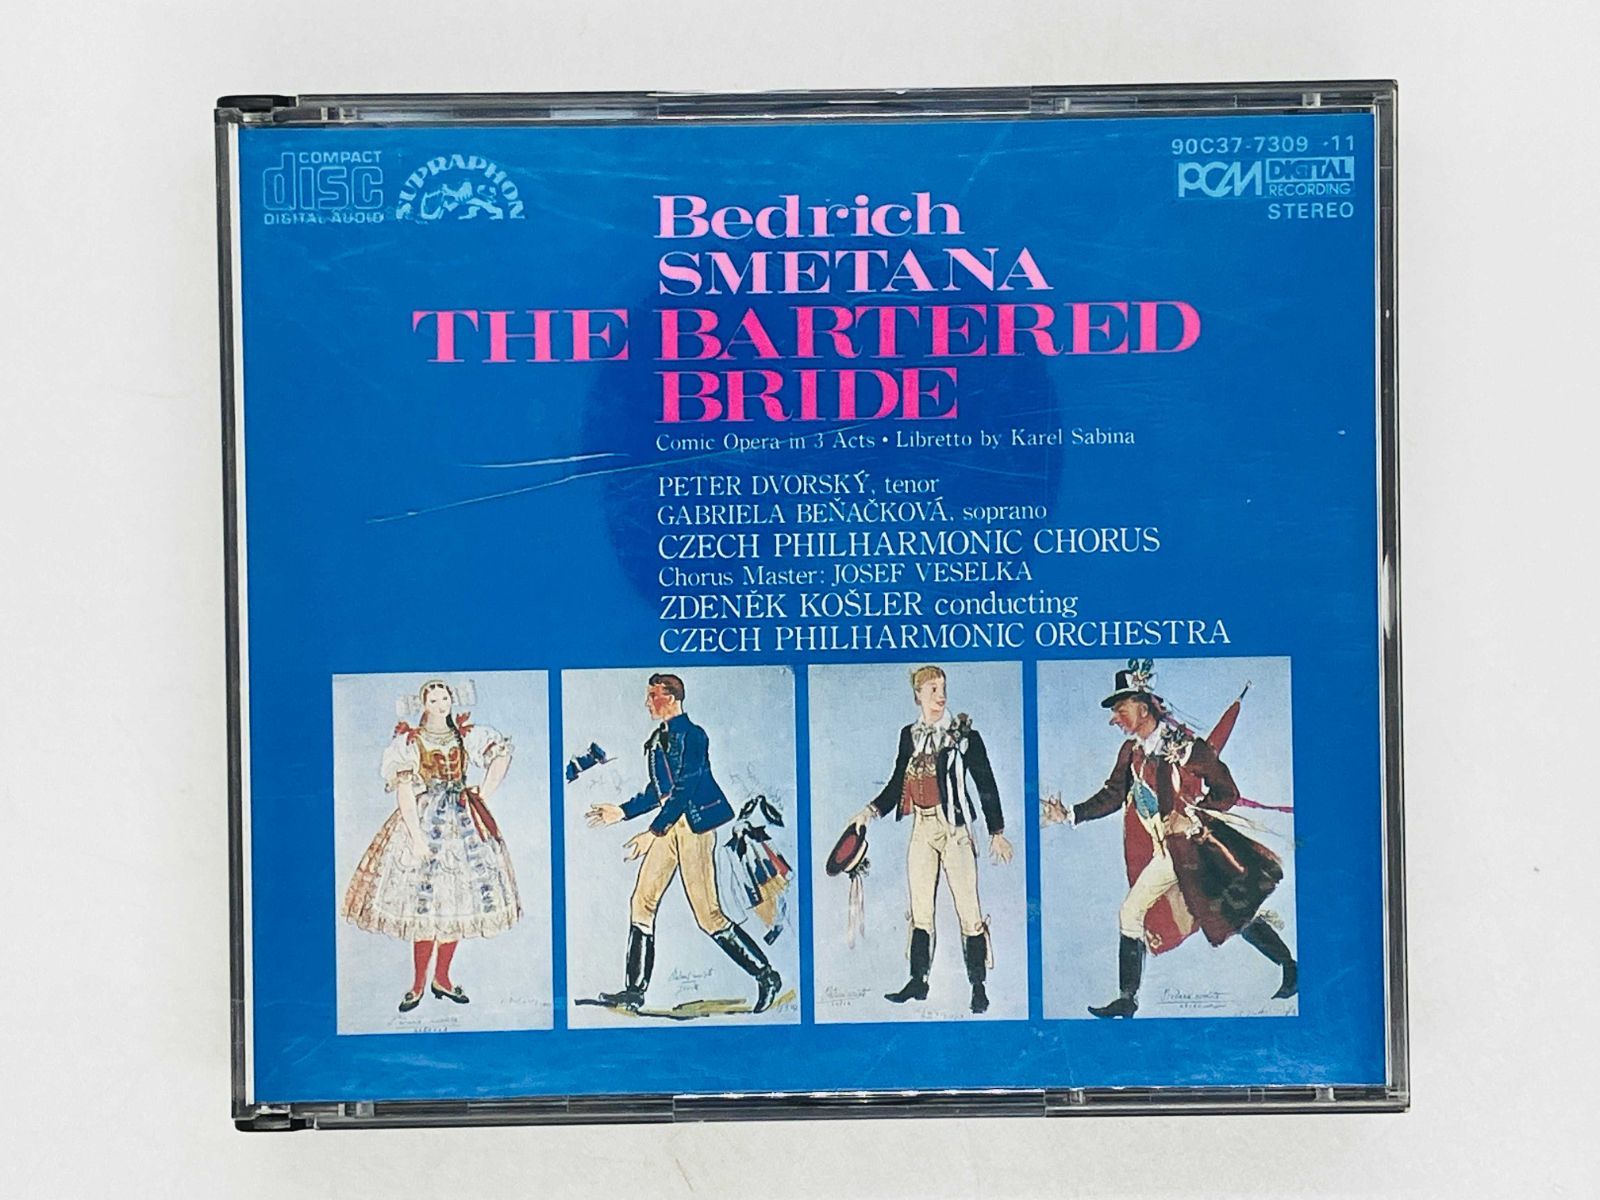 COMPACT
disc
DIGITAL AUDIO
SUPRAPHON
90C37-7309-11
PCM DIGITAL
RECORDING
STEREO
Bedrich
SMETANA
THE BARTERED
BRIDE
Comic Opera in 3 Acts • Libretto by Karel Sabina
PETER DVORSKÝ, tenor
GABRIELA BEŇAČKOVÁ, soprano
CZECH PHILHARMONIC CHORUS
Chorus Master: JOSEF VESELKA
ZDENĚK KOŠLER conducting
CZECH PHILHARMONIC ORCHESTRA